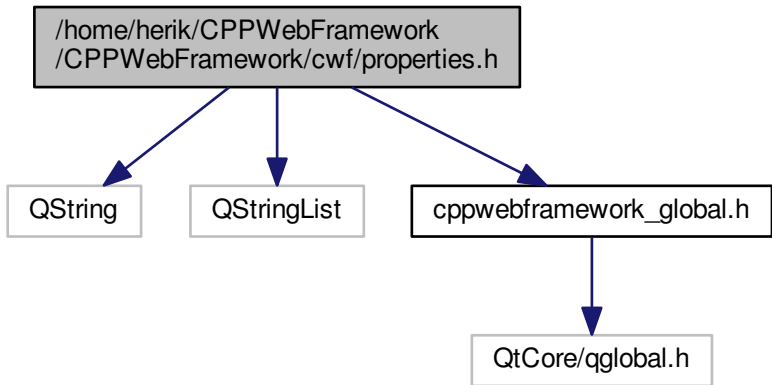 /home/herik/CPPWebFramework
/CPPWebFramework/cwf/properties.h
QString
QStringList
cppwebframework_global.h
QtCore/qglobal.h